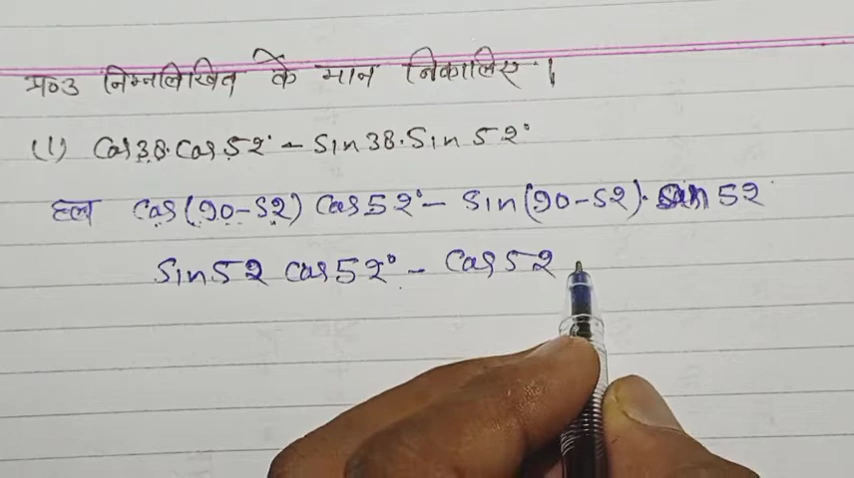 प्र०3 निम्नलिखित के मान निकालिए।
(1) Cos38.Cos52° - Sin38.Sin52°
हल Cos(90-52) Cos52° - Sin(90-52).Sin52
Sin52 Cos52° - Cos52